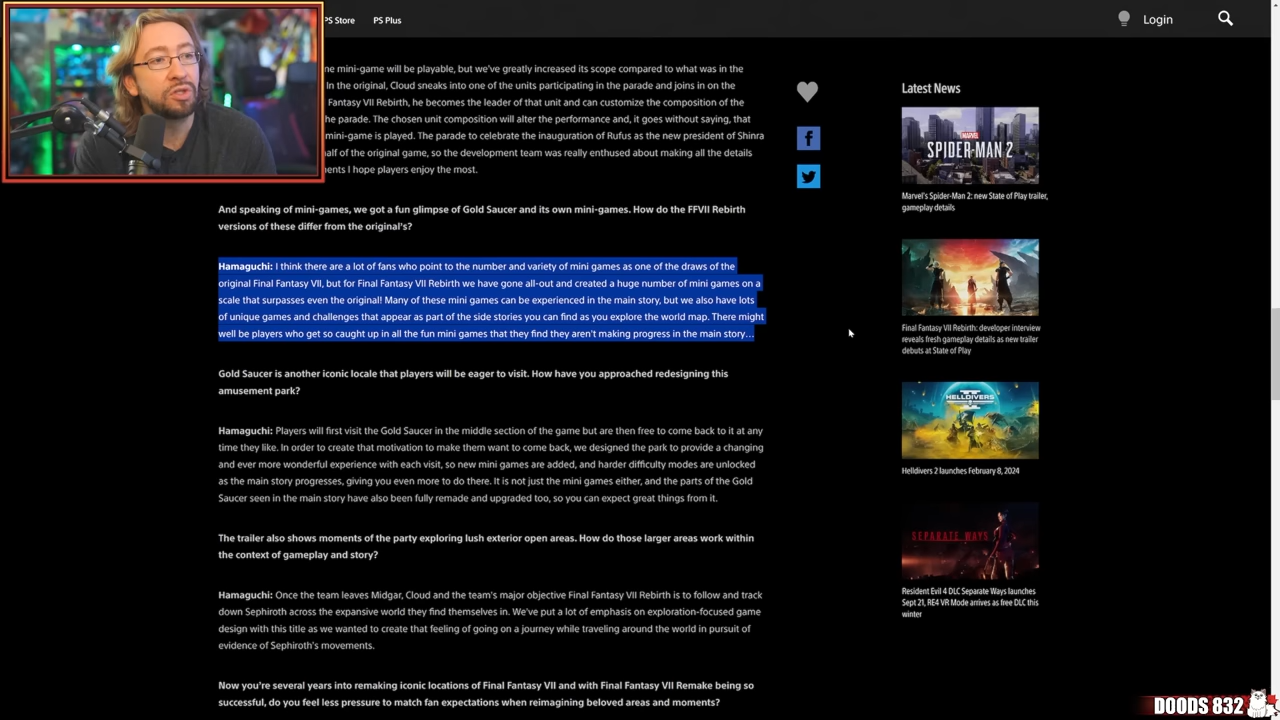 PS Store
PS Plus
Login
me mini-game will be playable, but we've greatly increased its scope compared to what was in the
In the original, Cloud sneaks into one of the units participating in the parade and joins in on the
Fantasy VII Rebirth, he becomes the leader of that unit and can customize the composition of the
he parade. The chosen unit composition will alter the performance and, it goes without saying, that
mini-game is played. The parade to celebrate the inauguration of Rufus as the new president of Shinra
alf of the original game, so the development team was really enthused about making all the details
ents I hope players enjoy the most.
And speaking of mini-games, we got a fun glimpse of Gold Saucer and its own mini-games. How do the FFVII Rebirth
versions of these differ from the original's?
Hamaguchi: I think there are a lot of fans who point to the number and variety of mini games as one of the draws of the
original Final Fantasy VII, but for Final Fantasy VII Rebirth we have gone all-out and created a huge number of mini games on a
scale that surpasses even the original! Many of these mini games can be experienced in the main story, but we also have lots
of unique games and challenges that appear as part of the side stories you can find as you explore the world map. There might
well be players who get so caught up in all the fun mini games that they find they aren't making progress in the main story…
Gold Saucer is another iconic locale that players will be eager to visit. How have you approached redesigning this
amusement park?
Hamaguchi: Players will first visit the Gold Saucer in the middle section of the game but are then free to come back to it at any
time they like. In order to create that motivation to make them want to come back, we designed the park to provide a changing
and ever more wonderful experience with each visit, so new mini games are added, and harder difficulty modes are unlocked
as the main story progresses, giving you even more to do there. It is not just the mini games either, and the parts of the Gold
Saucer seen in the main story have also been fully remade and upgraded too, so you can expect great things from it.
The trailer also shows moments of the party exploring lush exterior open areas. How do those larger areas work within
the context of gameplay and story?
Hamaguchi: Once the team leaves Midgar, Cloud and the team's major objective Final Fantasy VII Rebirth is to follow and track
down Sephiroth across the expansive world they find themselves in. We've put a lot of emphasis on exploration-focused game
design with this title as we wanted to create that feeling of going on a journey while traveling around the world in pursuit of
evidence of Sephiroth's movements.
Now you're several years into remaking iconic locations of Final Fantasy VII and with Final Fantasy VII Remake being so
successful, do you feel less pressure to match fan expectations when reimagining beloved areas and moments?
Latest News
MARVEL
SPIDER-MAN 2
Marvel's Spider-Man 2: new State of Play trailer,
gameplay details
Final Fantasy VII Rebirth: developer interview
reveals fresh gameplay details as new trailer
debuts at State of Play
HELLDIVERS
II
Helldivers 2 launches February 8, 2024
SEPARATE WAYS
Resident Evil 4 DLC Separate Ways launches
Sept 21, RE4 VR Mode arrives as free DLC this
winter
DOODS 832